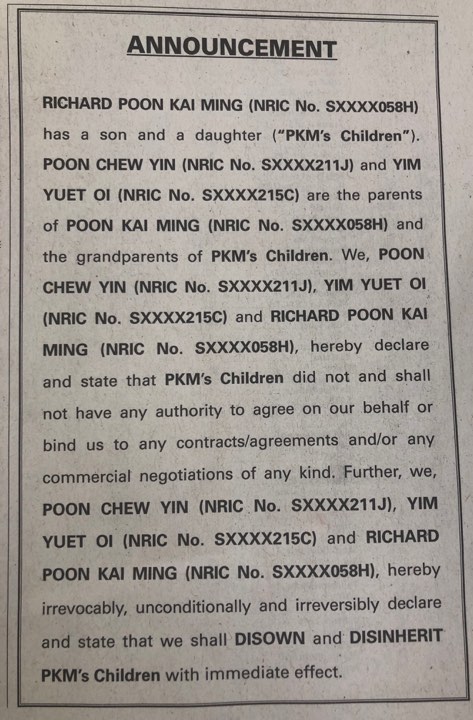 ANNOUNCEMENT
RICHARD POON KAI MING (NRIC No. SXXXX058H)
has a son and a daughter (“PKM’s Children”).
POON CHEW YIN (NRIC No. SXXXX211J) and YIM
YUET OI (NRIC No. SXXXX215C) are the parents
of POON KAI MING (NRIC No. SXXXX058H) and
the grandparents of PKM’s Children. We, POON
CHEW YIN (NRIC No. SXXXX211J), YIM YUET OI
(NRIC No. SXXXX215C) and RICHARD POON KAI
MING (NRIC No. SXXXX058H), hereby declare
and state that PKM’s Children did not and shall
not have any authority to agree on our behalf or
bind us to any contracts/agreements and/or any
commercial negotiations of any kind. Further, we,
POON CHEW YIN (NRIC No. SXXXX211J), YIM
YUET OI (NRIC No. SXXXX215C) and RICHARD
POON KAI MING (NRIC No. SXXXX058H), hereby
irrevocably, unconditionally and irreversibly declare
and state that we shall DISOWN and DISINHERIT
PKM’s Children with immediate effect.